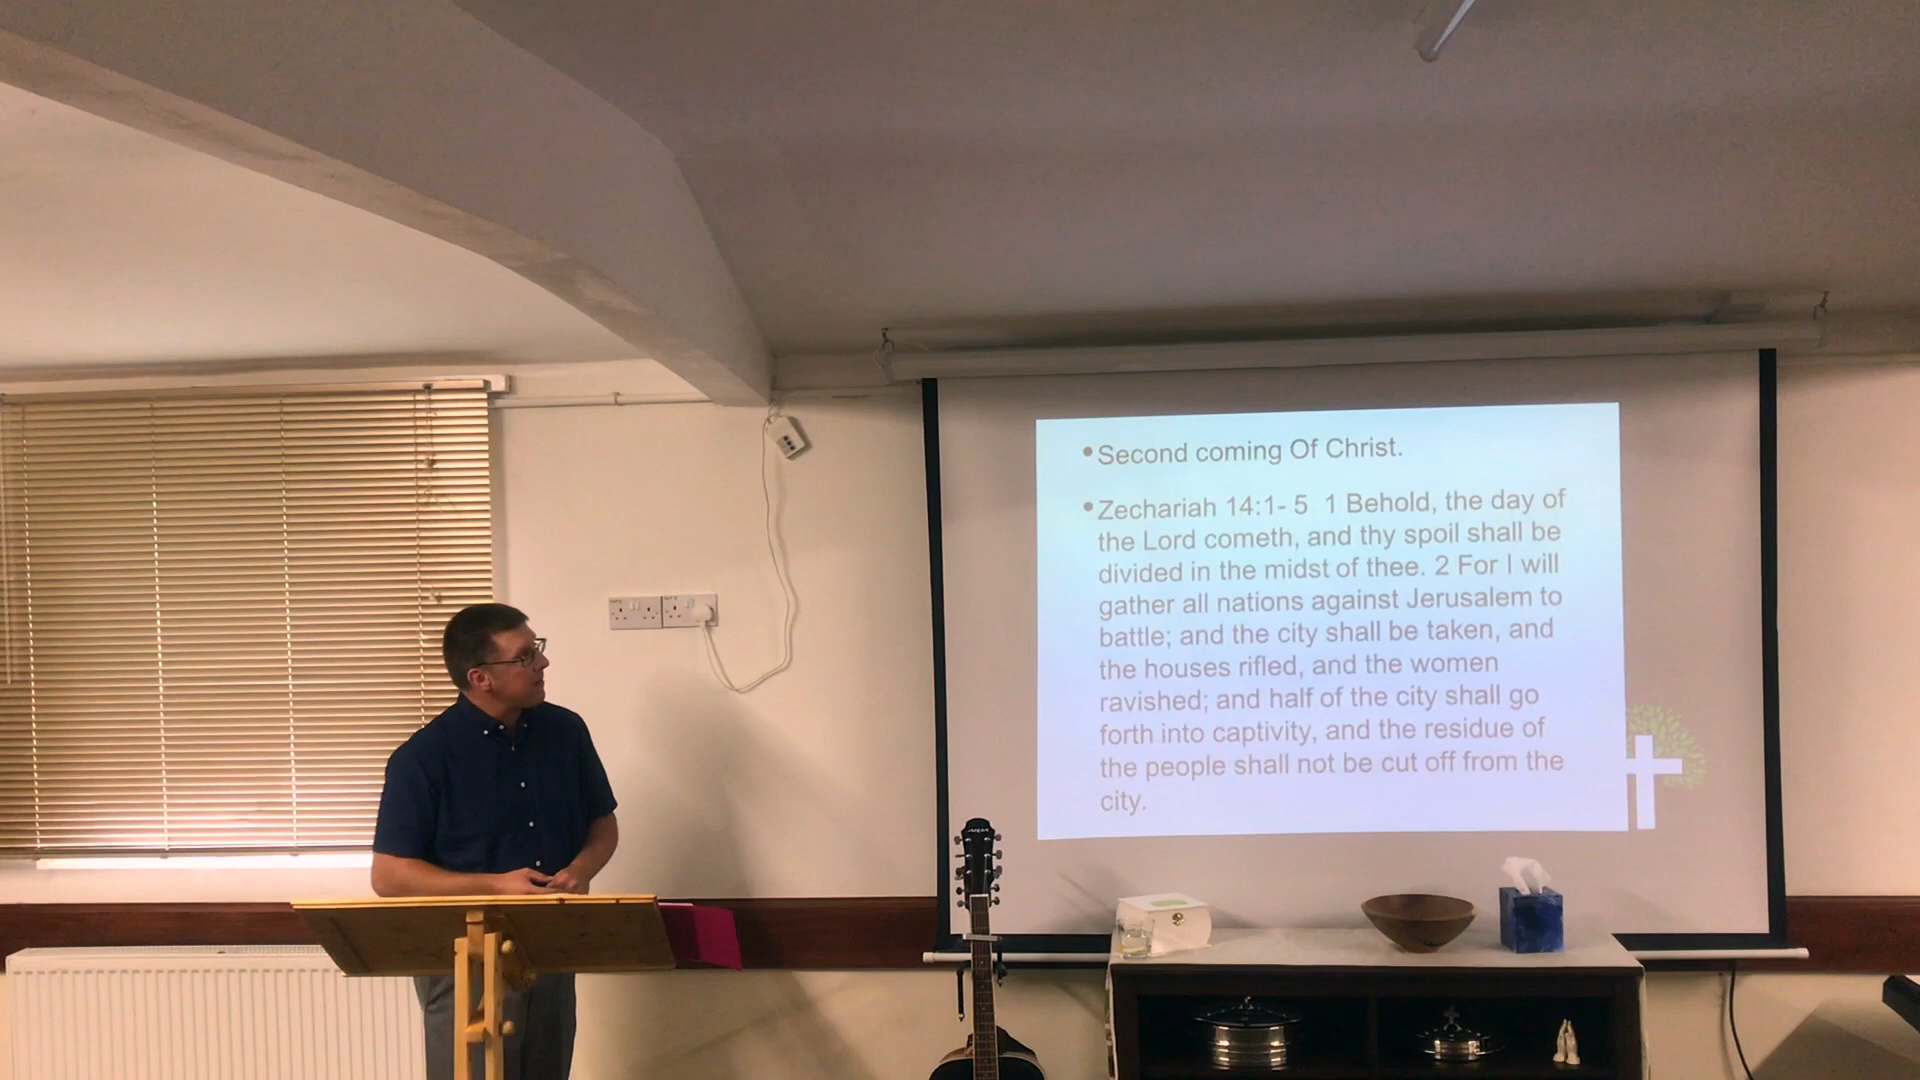 •Second coming Of Christ.
•Zechariah 14:1- 5 1 Behold, the day of
the Lord cometh, and thy spoil shall be
divided in the midst of thee. 2 For I will
gather all nations against Jerusalem to
battle; and the city shall be taken, and
the houses rifled, and the women
ravished; and half of the city shall go
forth into captivity, and the residue of
the people shall not be cut off from the
city.